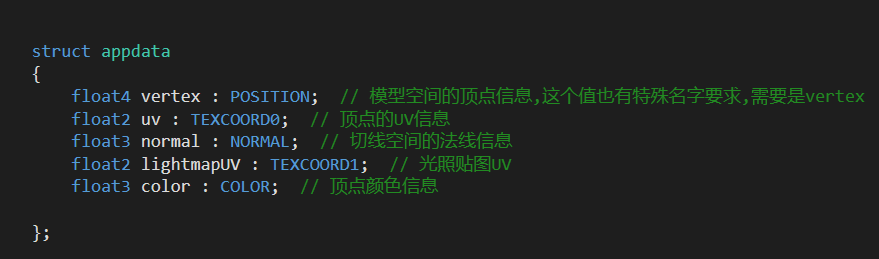 struct appdata
{
float4 vertex : POSITION;  // 模型空间的顶点信息,这个值也有特殊名字要求,需要是vertex
float2 uv : TEXCOORD0;  // 顶点的UV信息
float3 normal : NORMAL;  // 切线空间的法线信息
float2 lightmapUV : TEXCOORD1;  // 光照贴图UV
float3 color : COLOR;  // 顶点颜色信息
};